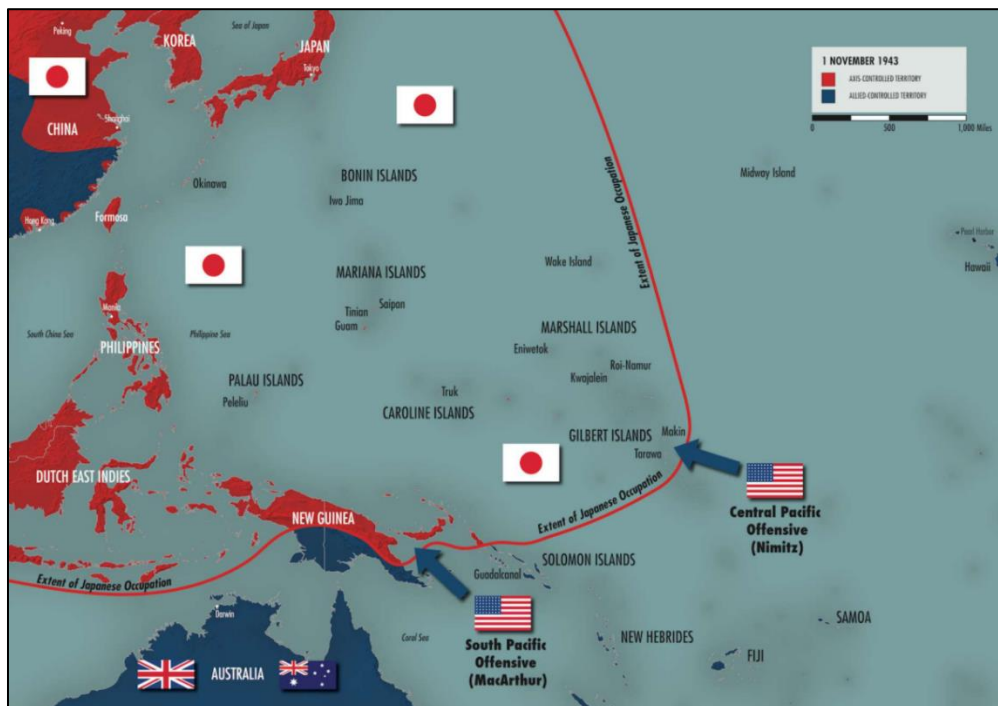 Peking
Sea of Japan
KOREA
JAPAN
Tokyo
1 NOVEMBER 1943
AXIS-CONTROLLED TERRITORY
ALLIED-CONTROLLED TERRITORY
0 500 1,000 Miles
CHINA
Shanghai
Extent of Japanese Occupation
Okinawa
BONIN ISLANDS
Iwo Jima
Midway Island
Hong Kong
Formosa
Pearl Harbor
Hawaii
MARIANA ISLANDS
Wake Island
Saipan
Tinian
Guam
Manila
South China Sea
Philippine Sea
PHILIPPINES
MARSHALL ISLANDS
Eniwetok
Roi-Namur
Kwajalein
PALAU ISLANDS
Peleliu
Truk
CAROLINE ISLANDS
GILBERT ISLANDS
Makin
Tarawa
DUTCH EAST INDIES
NEW GUINEA
Extent of Japanese Occupation
Central Pacific
Offensive
(Nimitz)
SOLOMON ISLANDS
Guadalcanal
Extent of Japanese Occupation
Darwin
Coral Sea
South Pacific
Offensive
(MacArthur)
NEW HEBRIDES
SAMOA
FIJI
AUSTRALIA